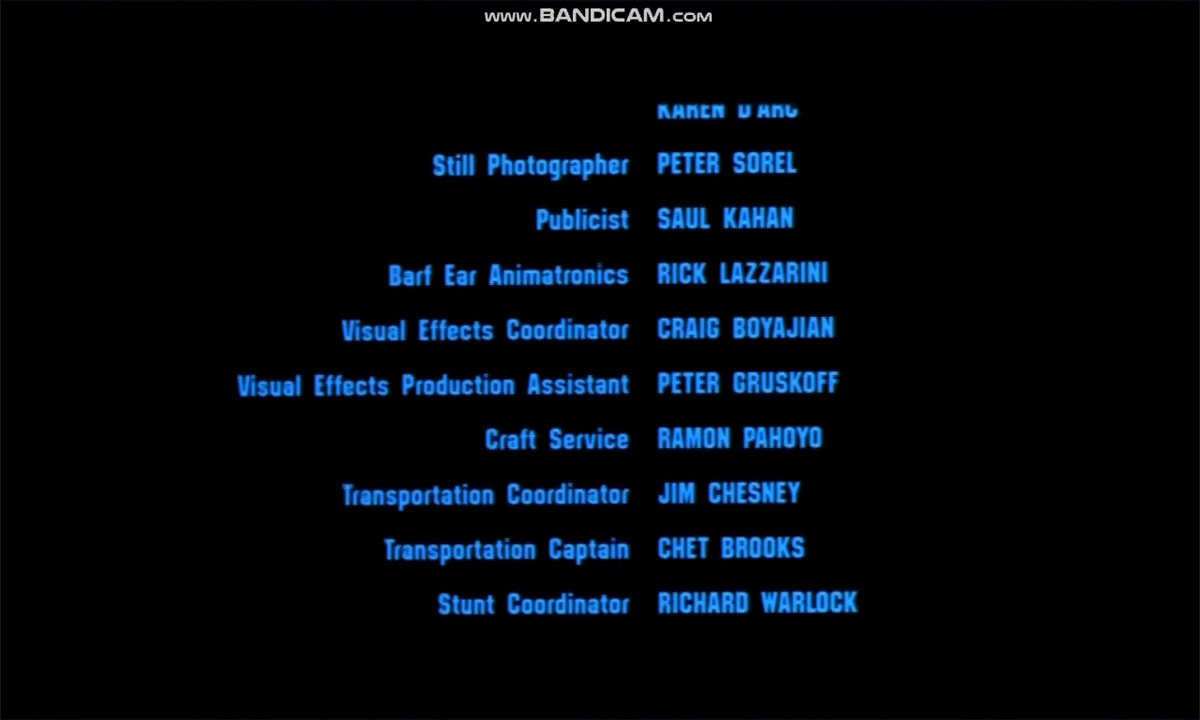 www.BANDICAM.com
KAREN D'ARC
Still Photographer PETER SOREL
Publicist SAUL KAHAN
Barf Ear Animatronics RICK LAZZARINI
Visual Effects Coordinator CRAIG BOYAJIAN
Visual Effects Production Assistant PETER GRUSKOFF
Craft Service RAMON PAHOYO
Transportation Coordinator JIM CHESNEY
Transportation Captain CHET BROOKS
Stunt Coordinator RICHARD WARLOCK